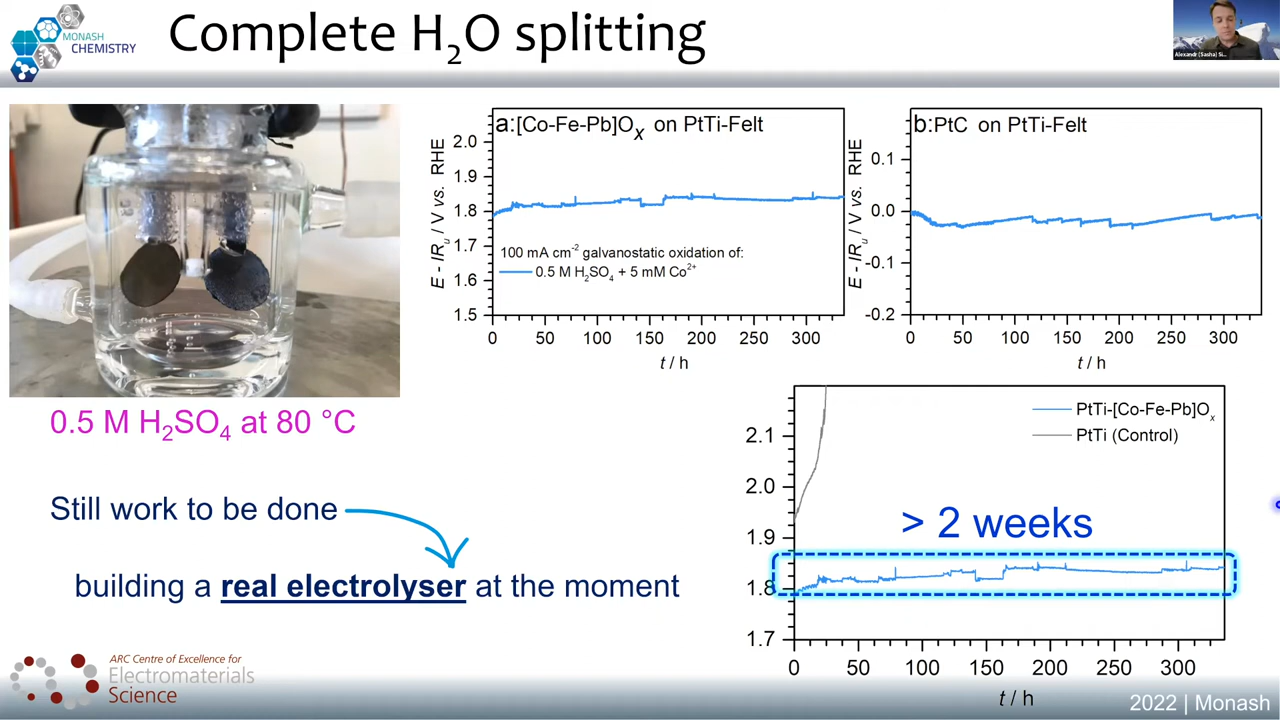 MONASH
CHEMISTRY
Complete H₂O splitting
Alexandr (Sasha) Si...
a:[Co-Fe-Pb]Oₓ on PtTi-Felt
E - IRᵤ / V vs. RHE
2.0
1.9
1.8
1.7
1.6
1.5
100 mA cm⁻² galvanostatic oxidation of:
0.5 M H₂SO₄ + 5 mM Co²⁺
0 50 100 150 200 250 300
t / h
b:PtC on PtTi-Felt
E - IRᵤ / V vs. RHE
0.1
0.0
-0.1
-0.2
0 50 100 150 200 250 300
t / h
0.5 M H₂SO₄ at 80 °C
Still work to be done
building a real electrolyser at the moment
PtTi-[Co-Fe-Pb]Oₓ
PtTi (Control)
2.1
2.0
1.9
1.8
1.7
> 2 weeks
0 50 100 150 200 250 300
t / h
ARC Centre of Excellence for
Electromaterials
Science
2022 | Monash